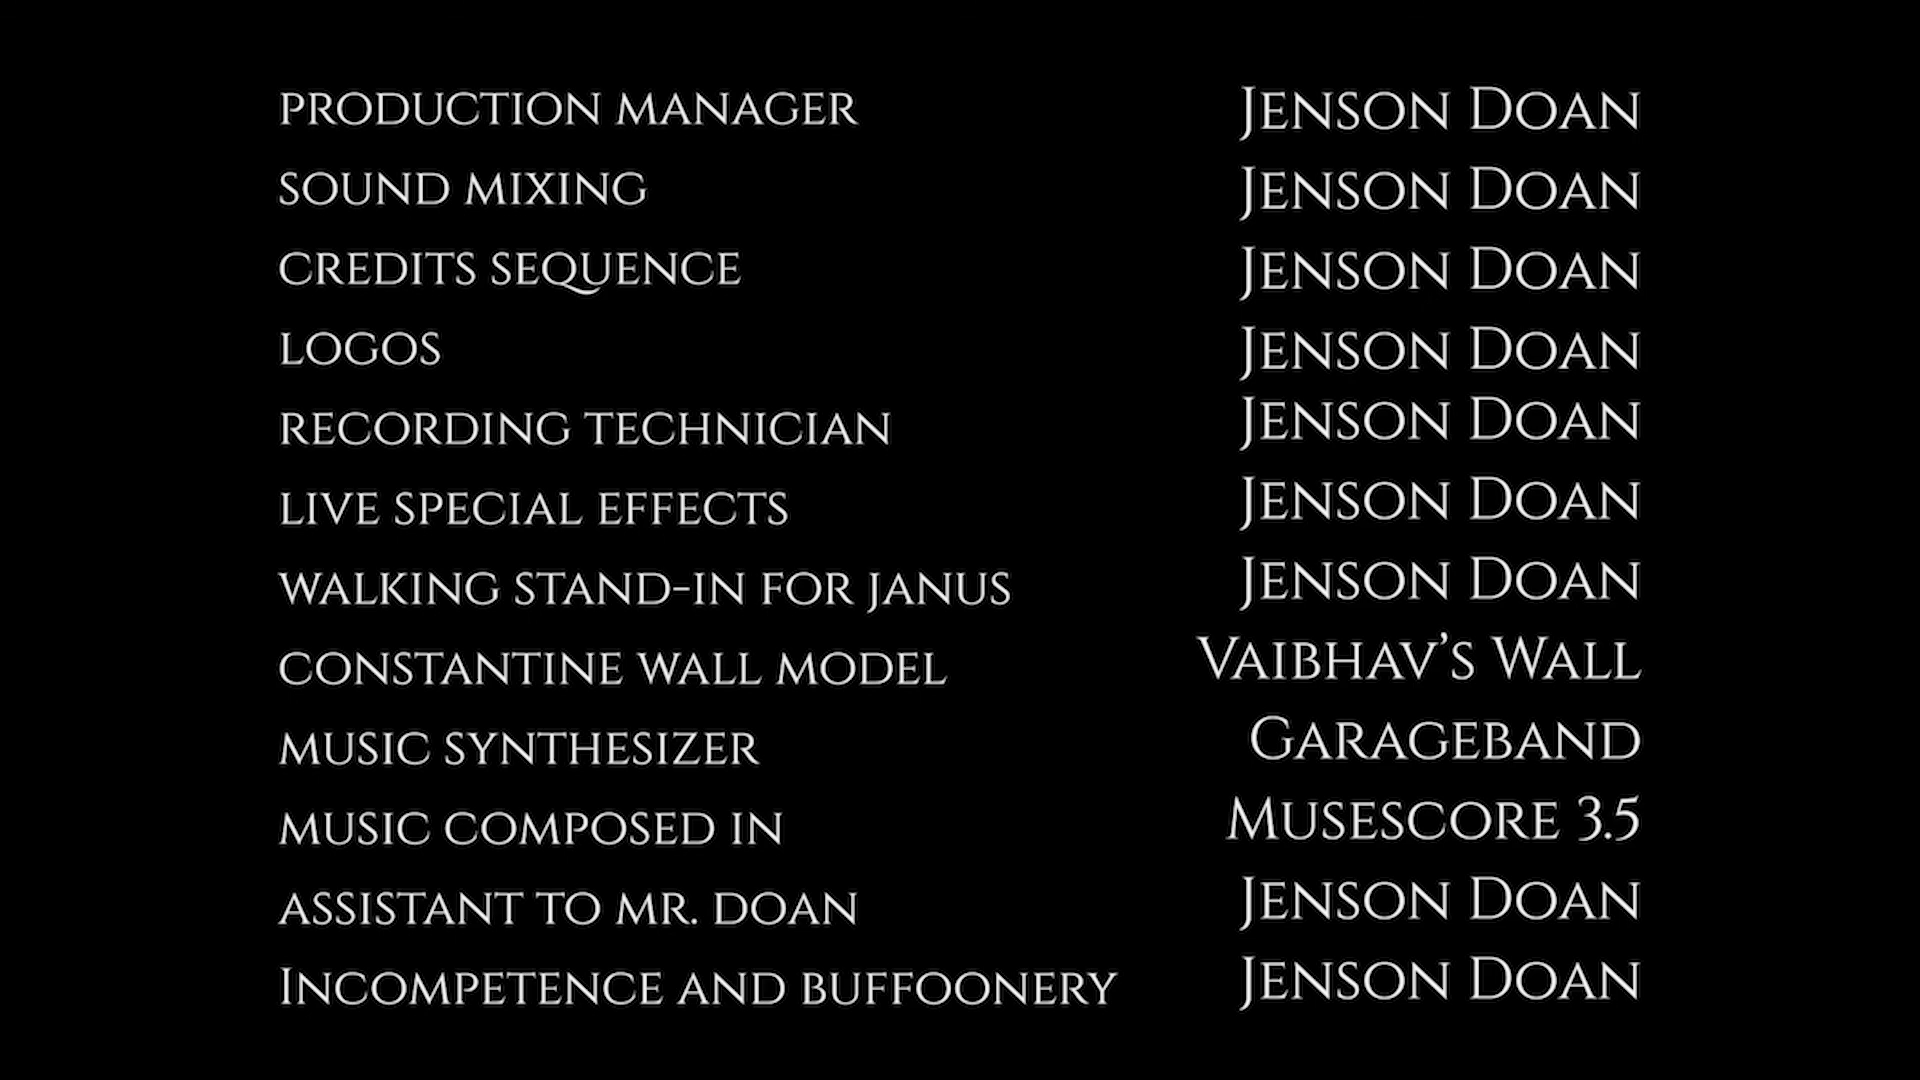 PRODUCTION MANAGER JENSON DOAN
SOUND MIXING JENSON DOAN
CREDITS SEQUENCE JENSON DOAN
LOGOS JENSON DOAN
RECORDING TECHNICIAN JENSON DOAN
LIVE SPECIAL EFFECTS JENSON DOAN
WALKING STAND-IN FOR JANUS JENSON DOAN
CONSTANTINE WALL MODEL VAIBHAV’S WALL
MUSIC SYNTHESIZER GARAGEBAND
MUSIC COMPOSED IN MUSESCORE 3.5
ASSISTANT TO MR. DOAN JENSON DOAN
INCOMPETENCE AND BUFFOONERY JENSON DOAN